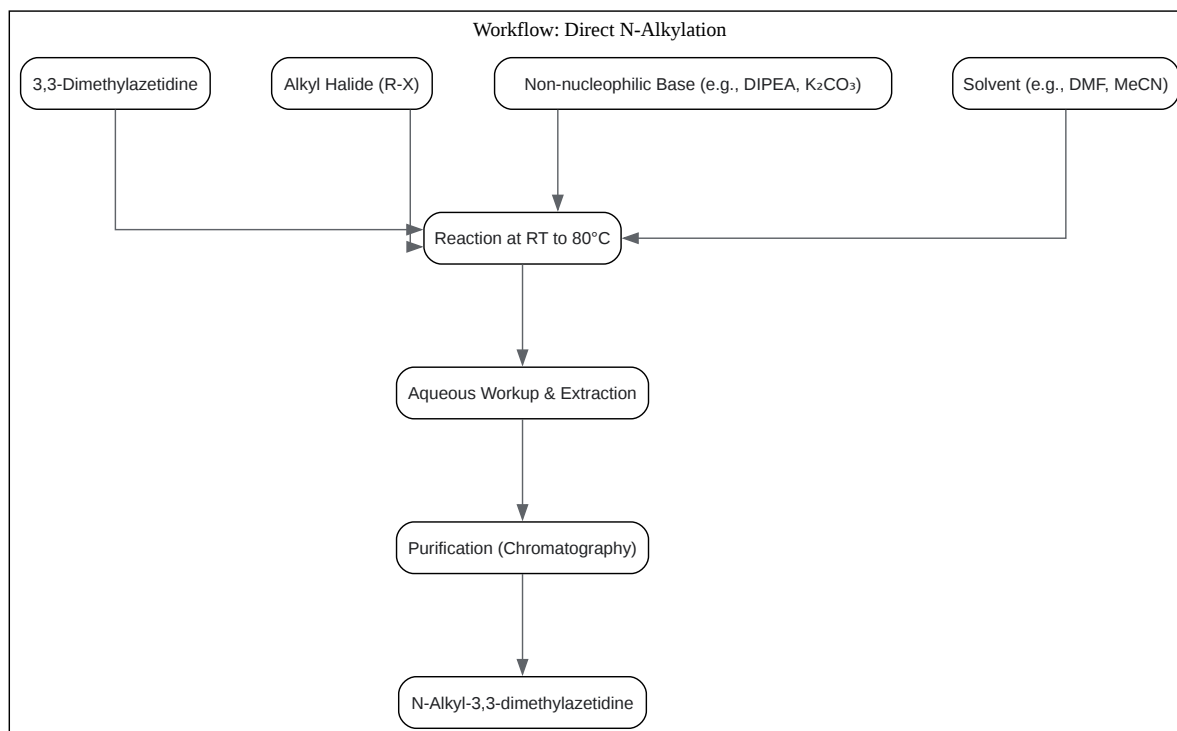 Workflow: Direct N-Alkylation
3,3-Dimethylazetidine
Alkyl Halide (R-X)
Non-nucleophilic Base (e.g., DIPEA, K₂CO₃)
Solvent (e.g., DMF, MeCN)
Reaction at RT to 80°C
Aqueous Workup & Extraction
Purification (Chromatography)
N-Alkyl-3,3-dimethylazetidine